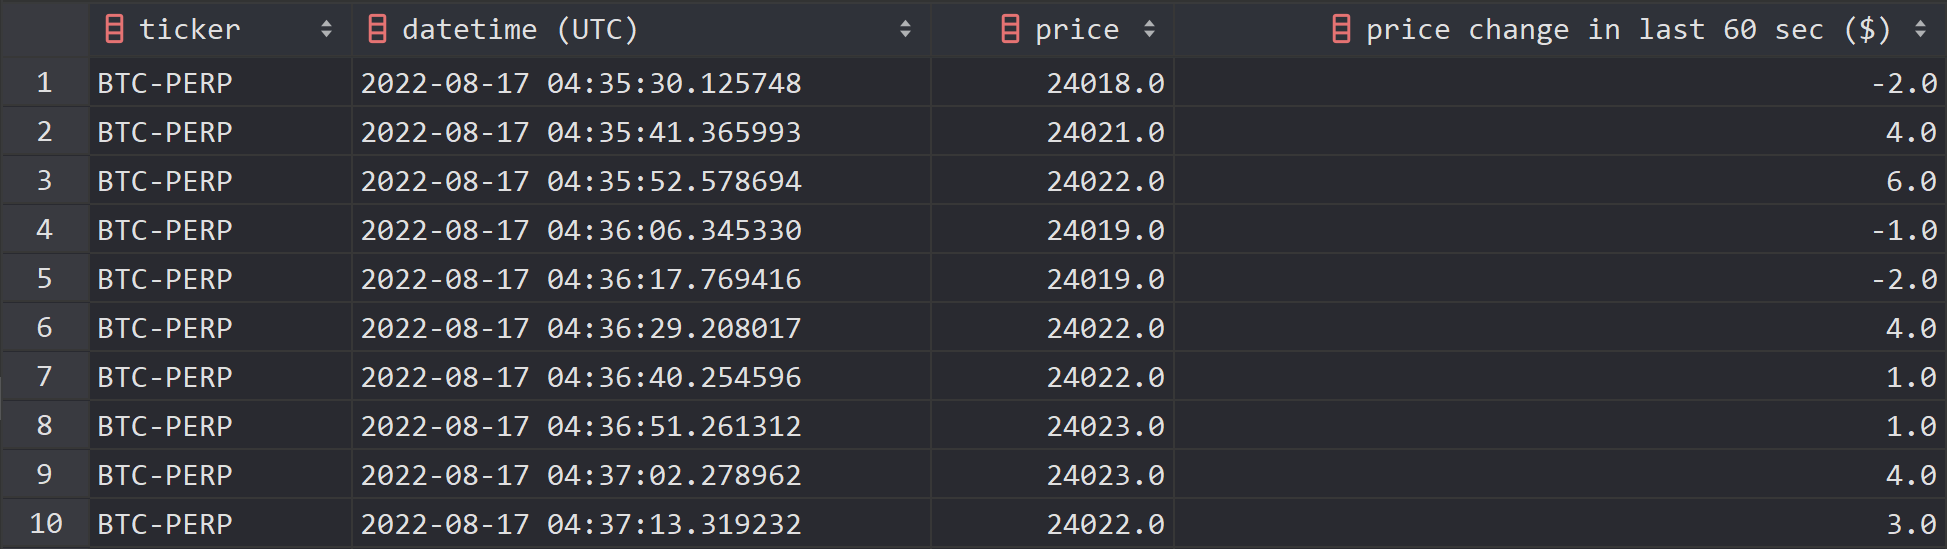 ticker datetime (UTC) price price change in last 60 sec ($)
1 BTC-PERP 2022-08-17 04:35:30.125748 24018.0 -2.0
2 BTC-PERP 2022-08-17 04:35:41.365993 24021.0 4.0
3 BTC-PERP 2022-08-17 04:35:52.578694 24022.0 6.0
4 BTC-PERP 2022-08-17 04:36:06.345330 24019.0 -1.0
5 BTC-PERP 2022-08-17 04:36:17.769416 24019.0 -2.0
6 BTC-PERP 2022-08-17 04:36:29.208017 24022.0 4.0
7 BTC-PERP 2022-08-17 04:36:40.254596 24022.0 1.0
8 BTC-PERP 2022-08-17 04:36:51.261312 24023.0 1.0
9 BTC-PERP 2022-08-17 04:37:02.278962 24023.0 4.0
10 BTC-PERP 2022-08-17 04:37:13.319232 24022.0 3.0